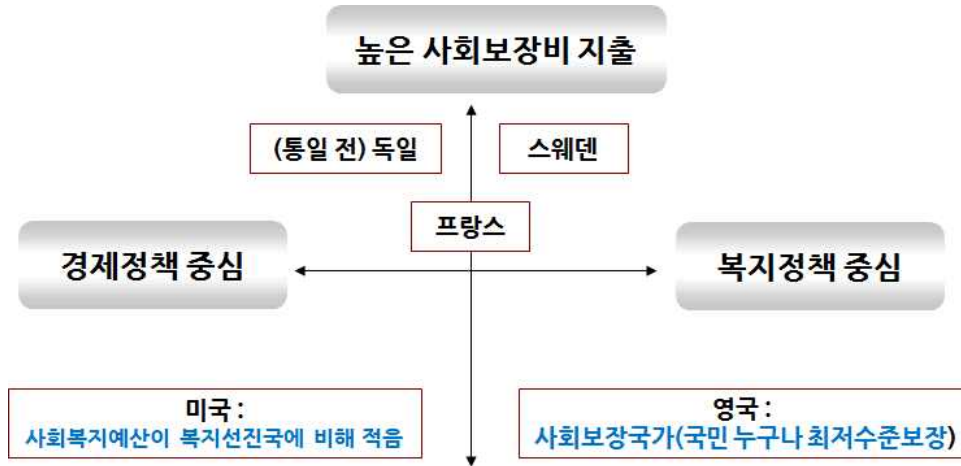 높은 사회보장비 지출
(통일 전) 독일
스웨덴
프랑스
경제정책 중심
복지정책 중심
미국 :
사회복지예산이 복지선진국에 비해 적음
영국 :
사회보장국가(국민 누구나 최저수준보장)